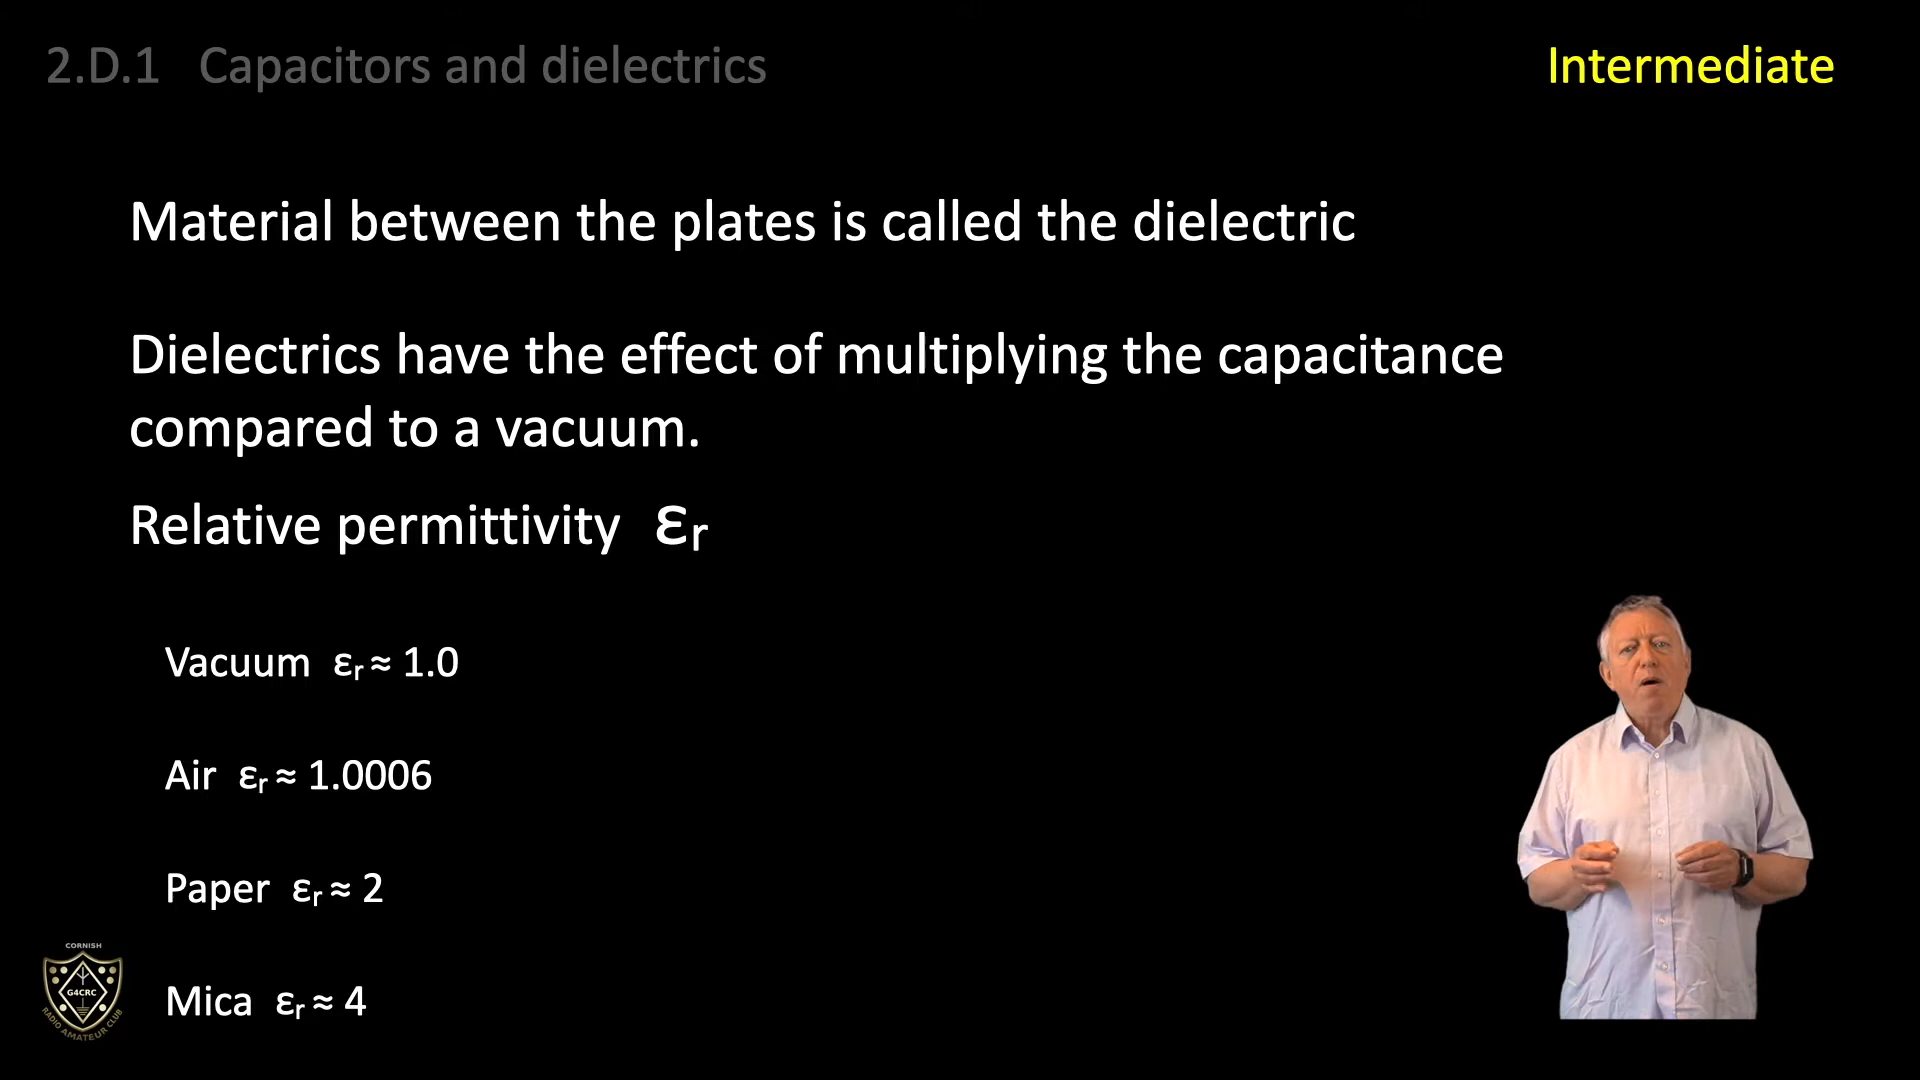 2.D.1 Capacitors and dielectrics
Intermediate
Material between the plates is called the dielectric
Dielectrics have the effect of multiplying the capacitance
compared to a vacuum.
Relative permittivity εᵣ
Vacuum εᵣ ≈ 1.0
Air εᵣ ≈ 1.0006
Paper εᵣ ≈ 2
Mica εᵣ ≈ 4
CORNISH
G4CRC
RADIO AMATEUR CLUB